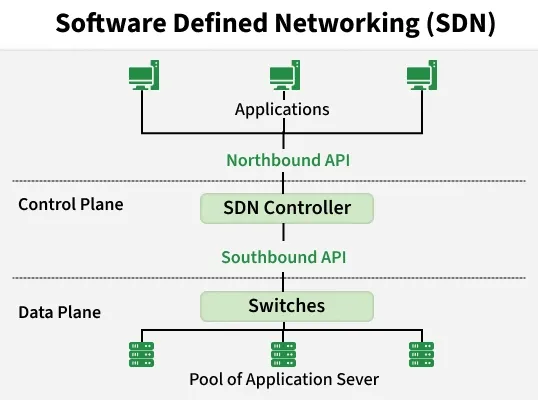 Software Defined Networking (SDN)
Applications
Northbound API
Control Plane
SDN Controller
Southbound API
Switches
Data Plane
Pool of Application Sever